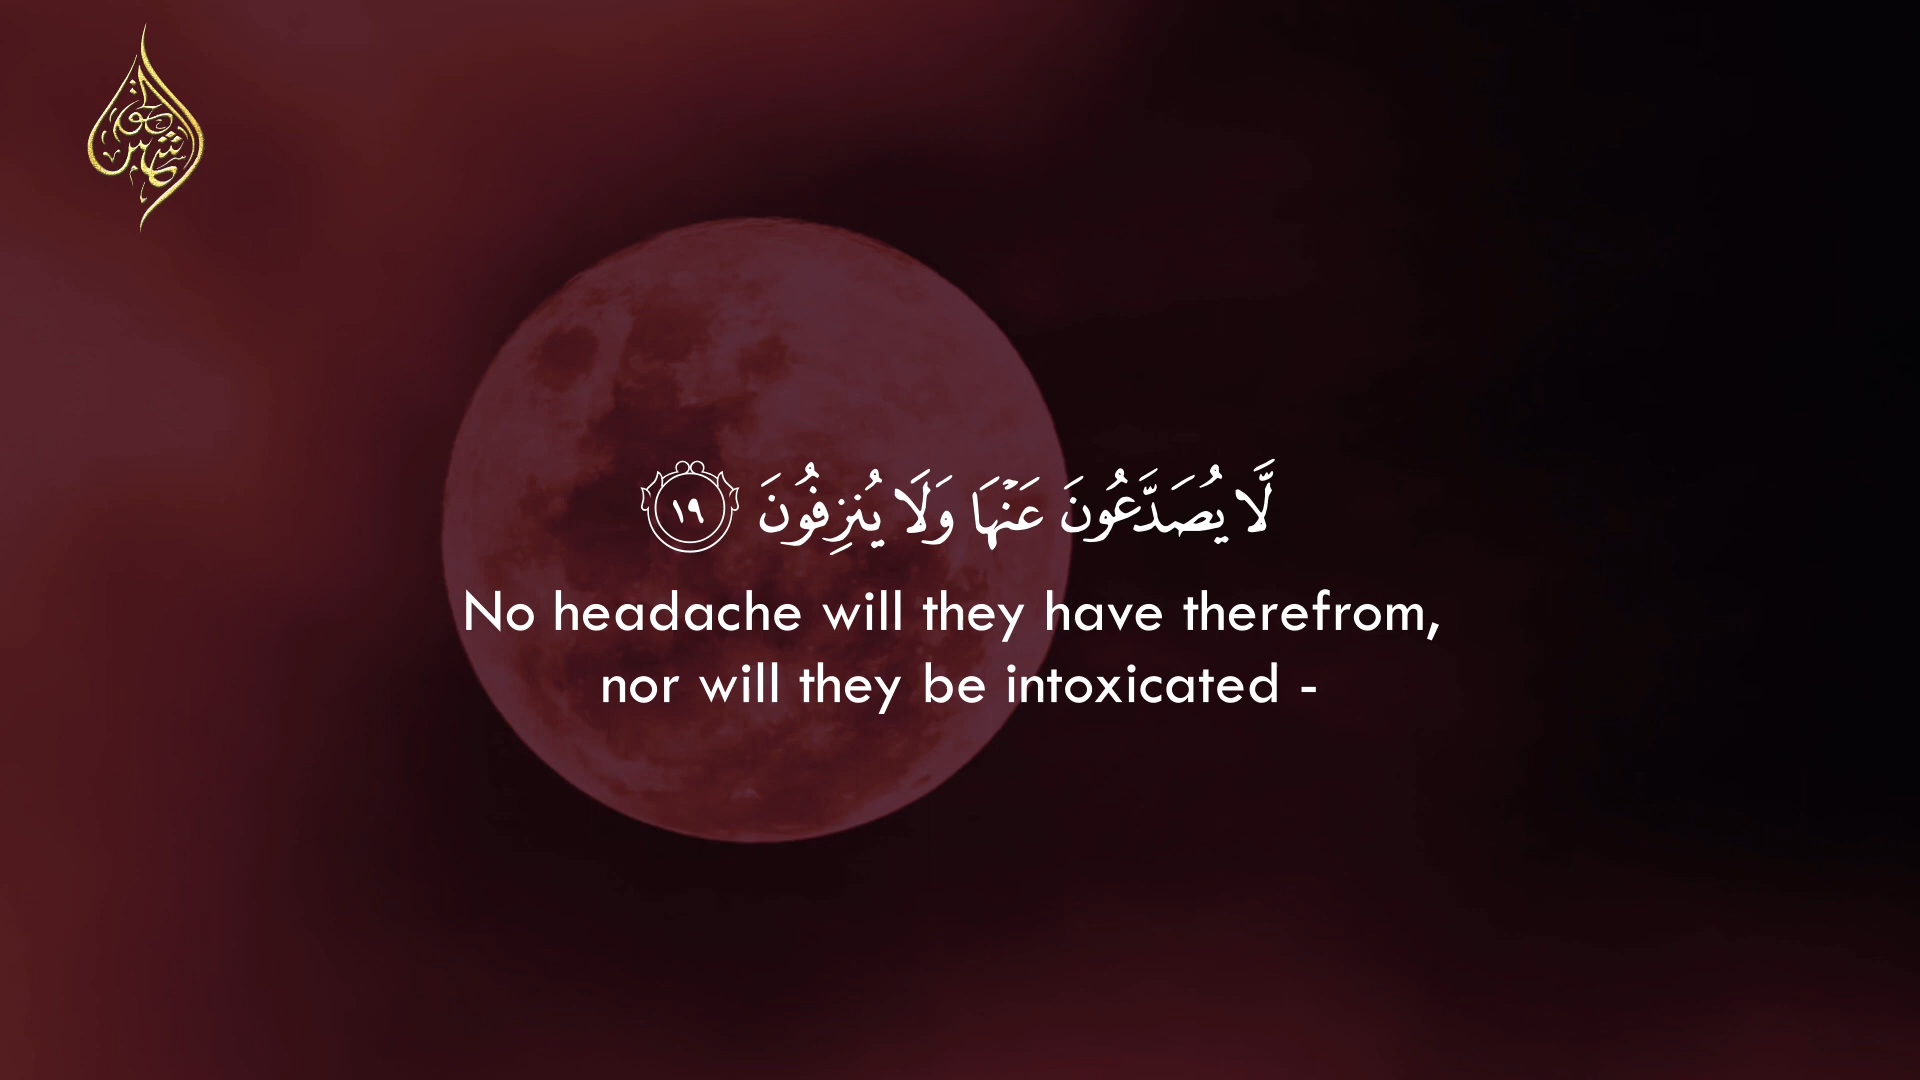 لَّا يُصَدَّعُونَ عَنْهَا وَلَا يُنزِفُونَ ١٩
No headache will they have therefrom,
nor will they be intoxicated -